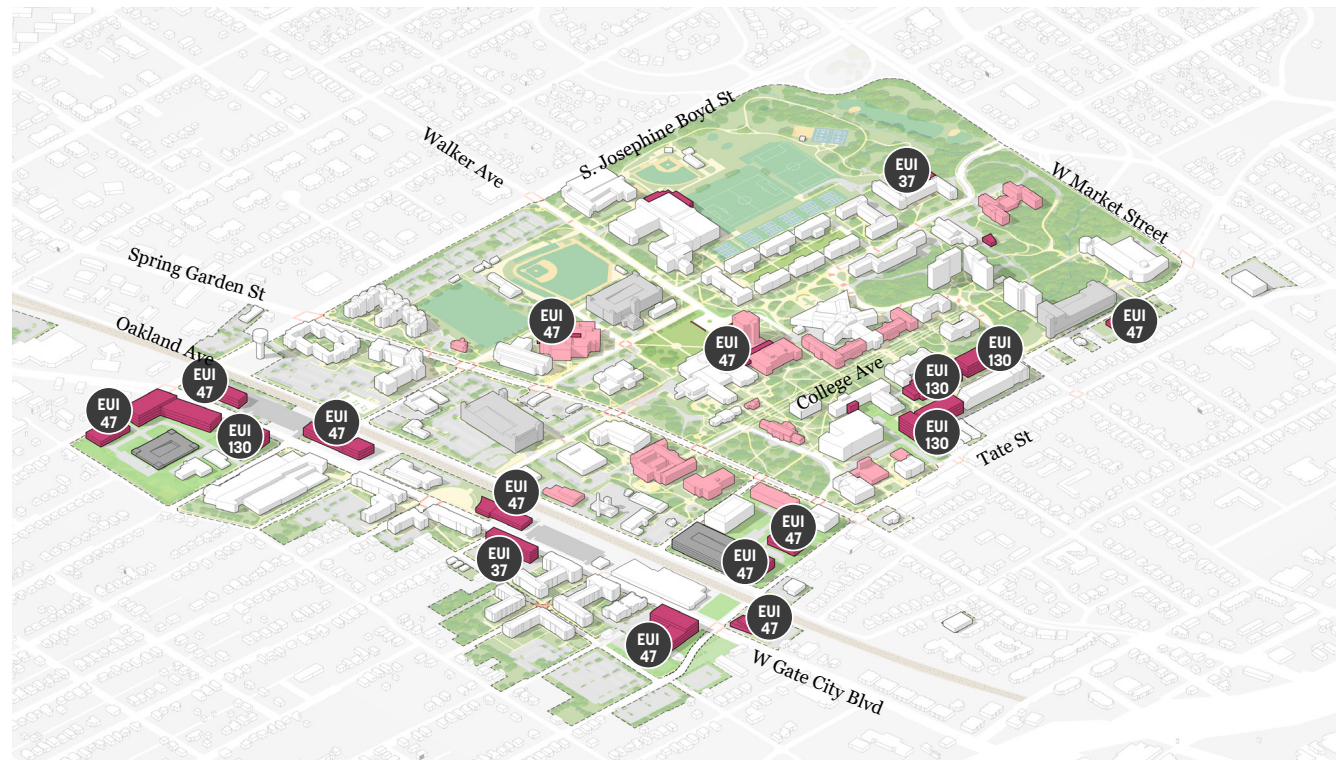 S. Josephine Boyd St
Walker Ave
EUI
37
W Market Street
Spring Garden St
EUI
47
EUI
47
EUI
47
Oakland Ave
EUI
130
EUI
47
EUI
130
College Ave
EUI
47
EUI
130
EUI
47
EUI
130
Tate St
EUI
47
EUI
47
EUI
37
EUI
47
EUI
47
EUI
47
W Gate City Blvd